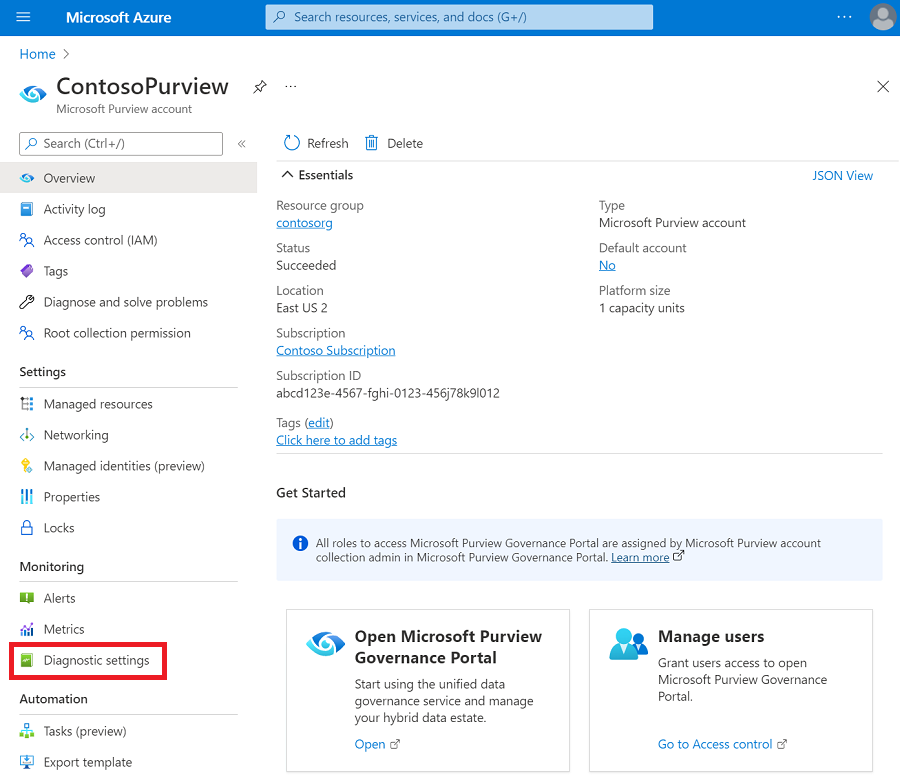 Microsoft Azure
Search resources, services, and docs (G+/)
Home
ContosoPurview
Microsoft Purview account
Search (Ctrl+/)
Overview
Activity log
Access control (IAM)
Tags
Diagnose and solve problems
Root collection permission
Settings
Managed resources
Networking
Managed identities (preview)
Properties
Locks
Monitoring
Alerts
Metrics
Diagnostic settings
Automation
Tasks (preview)
Export template
Refresh
Delete
Essentials
JSON View
Resource group
contosorg
Status
Succeeded
Location
East US 2
Subscription
Contoso Subscription
Subscription ID
abcd123e-4567-fghi-0123-456j78k9l012
Tags (edit)
Click here to add tags
Type
Microsoft Purview account
Default account
No
Platform size
1 capacity units
Get Started
All roles to access Microsoft Purview Governance Portal are assigned by Microsoft Purview account
collection admin in Microsoft Purview Governance Portal. Learn more
Open Microsoft Purview
Governance Portal
Start using the unified data
governance service and manage
your hybrid data estate.
Open
Manage users
Grant users access to open
Microsoft Purview Governance
Portal.
Go to Access control